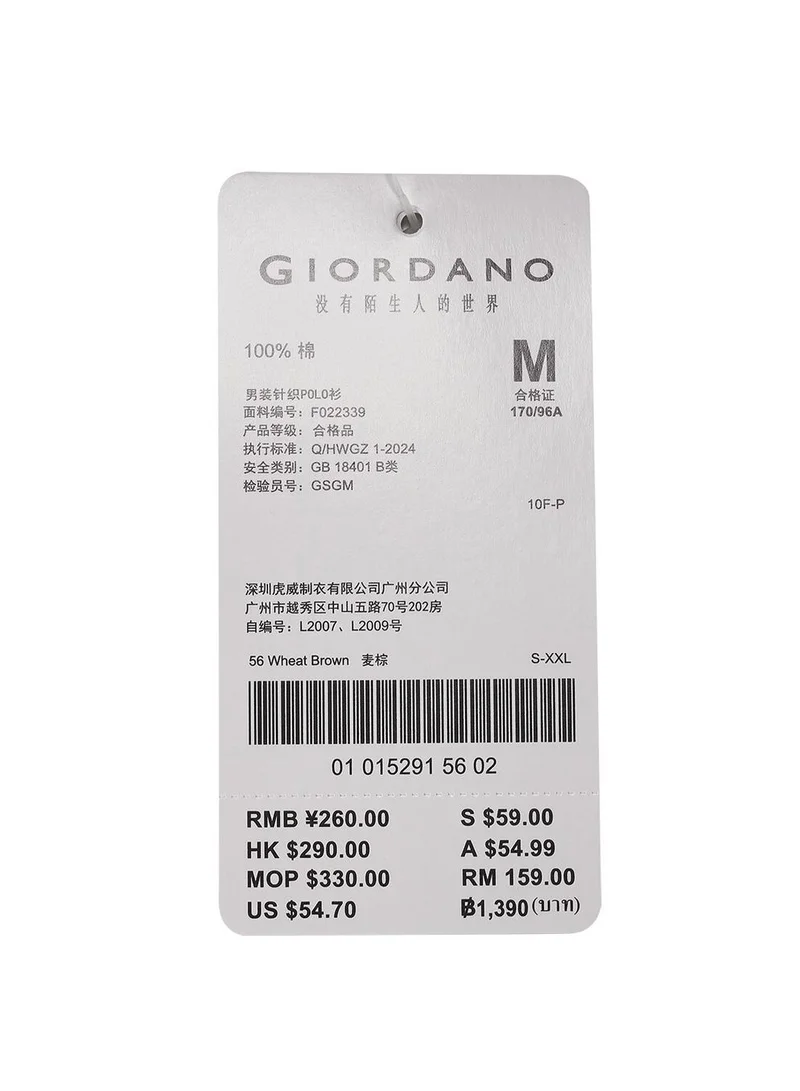 GIORDANO
没有陌生人的世界
100% 棉
M
合格证
170/96A
男装针织POLO衫
面料编号：F022339
产品等级：合格品
执行标准：Q/HWGZ 1-2024
安全类别：GB 18401 B类
检验员号：GSGM
10F-P
深圳虎威制衣有限公司广州分公司
广州市越秀区中山五路70号202房
自编号：L2007、L2009号
56 Wheat Brown 麦棕 S-XXL
01 015291 56 02
RMB ¥260.00 S $59.00
HK $290.00 A $54.99
MOP $330.00 RM 159.00
US $54.70 ฿1,390 (บาท)